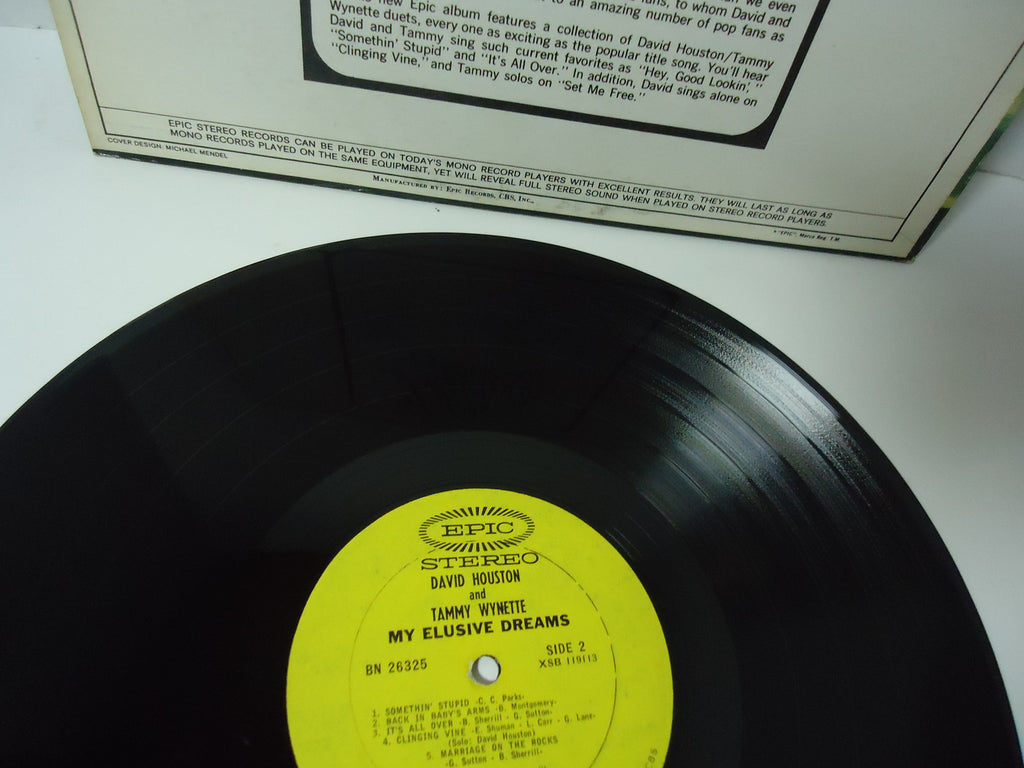 we even
fans, to whom David and
to an amazing number of pop fans as
new Epic album features a collection of David Houston/Tammy
Wynette duets, every one as exciting as the popular title song. You'll hear
David and Tammy sing such current favorites as "Hey, Good Lookin',"
"Somethin' Stupid" and "It's All Over." In addition, David sings alone on
"Clinging Vine," and Tammy solos on "Set Me Free."
EPIC STEREO RECORDS CAN BE PLAYED ON TODAY'S MONO RECORD PLAYERS WITH EXCELLENT RESULTS. THEY WILL LAST AS LONG AS
MONO RECORDS PLAYED ON THE SAME EQUIPMENT, YET WILL REVEAL FULL STEREO SOUND WHEN PLAYED ON STEREO RECORD PLAYERS.
COVER DESIGN: MICHAEL MENDEL
MANUFACTURED BY: EPIC RECORDS, CBS, INC.,
"EPIC", Marca Reg. T.M.
EPIC
STEREO
DAVID HOUSTON
and
TAMMY WYNETTE
MY ELUSIVE DREAMS
BN 26325
SIDE 2
XSB 119113
1. SOMETHIN' STUPID -C. C. Parks-
2. BACK IN BABY'S ARMS -B. Montgomery-
3. IT'S ALL OVER -B. Sherrill - G. Sutton-
4. CLINGING VINE -E. Shuman - L. Carr - G. Lane-
(Solo: David Houston)
5. MARRIAGE ON THE ROCKS
-G. Sutton - B. Sherrill-
CBS